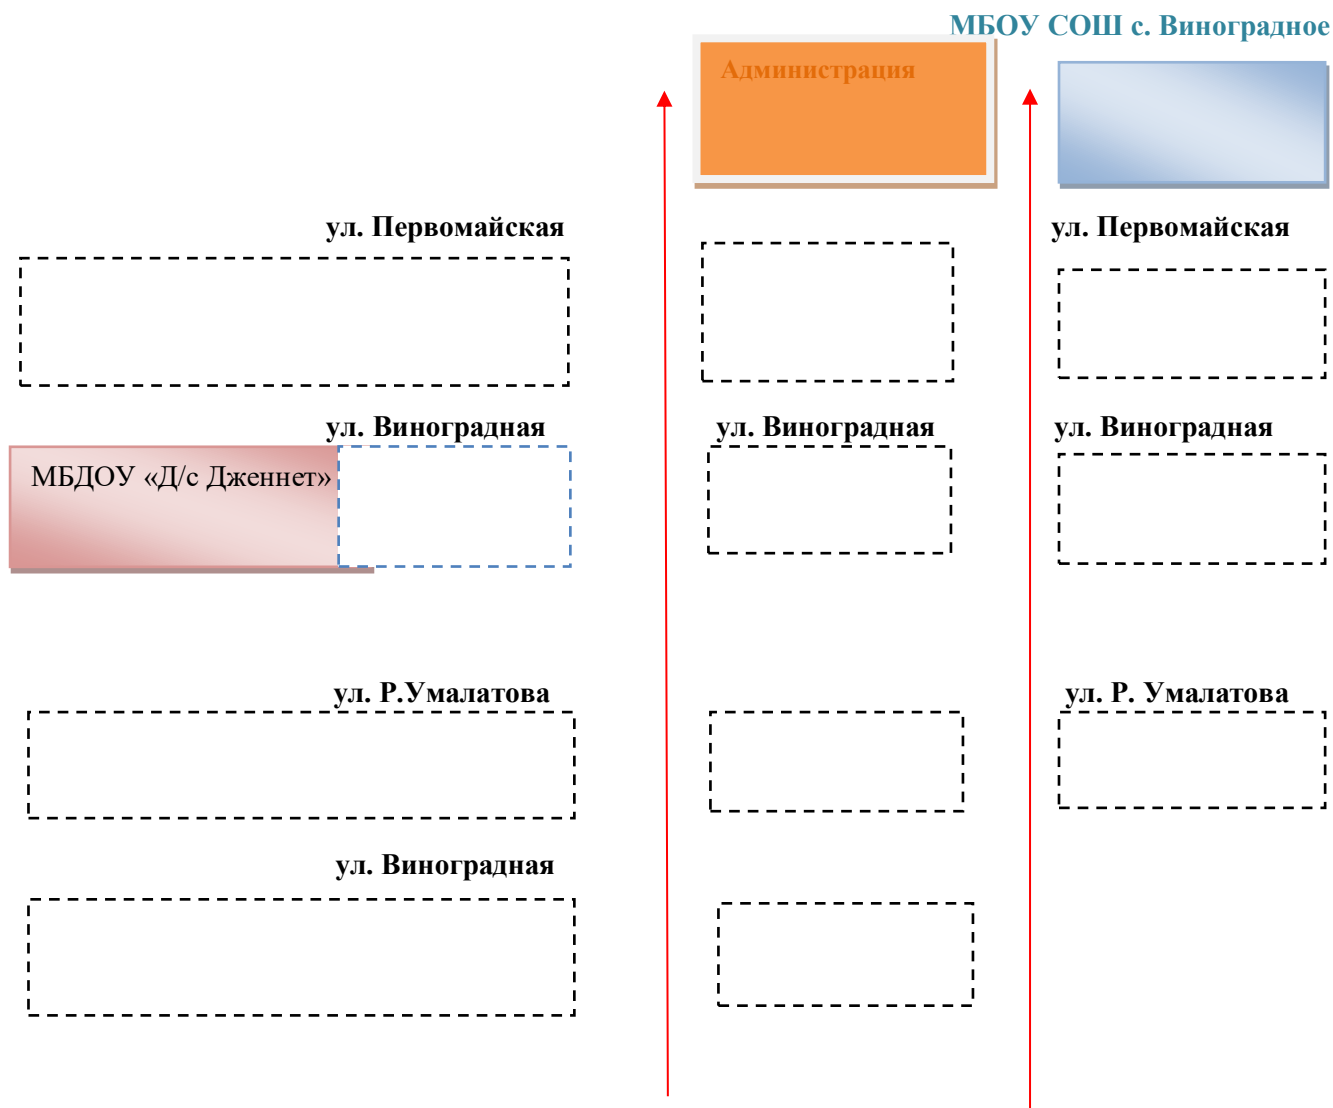 МБОУ СОШ с. Виноградное
Администрация
ул. Первомайская
ул. Первомайская
ул. Виноградная
ул. Виноградная
ул. Виноградная
МБДОУ «Д/с Дженнет»
ул. Р.Умалатова
ул. Р. Умалатова
ул. Виноградная